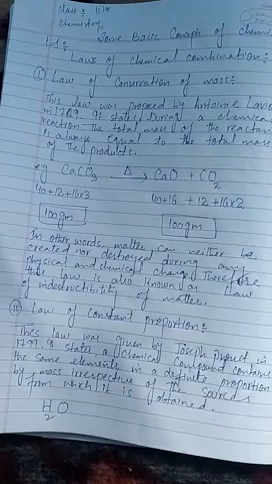 class : 11th
chemistry
Some Basic Concepts of chemi
Laws of chemical combination :
① Law of Conservation of mass :
This law was proposed by Antoine Lavoi
in 1789. It states, During a chemical
reaction the total mass of the reactan
is always equal to the total mass
of the products.
eg CaCO3 Δ→ CaO + CO2
40+12+16×3 40+16 + 12+16×2
100gm 100gm
In other words, matter can neither be
created nor destroyed during any
physical and chemical change. Therefore
this law is also known as Law
of indestructibility of matter.
② Law of Constant proportion :
This law was given by Joseph Proust in
1799. It states, a chemical compound contains
the same elements in a definite proportion
by mass irrespective of the sources
from which it is obtained.
H2O